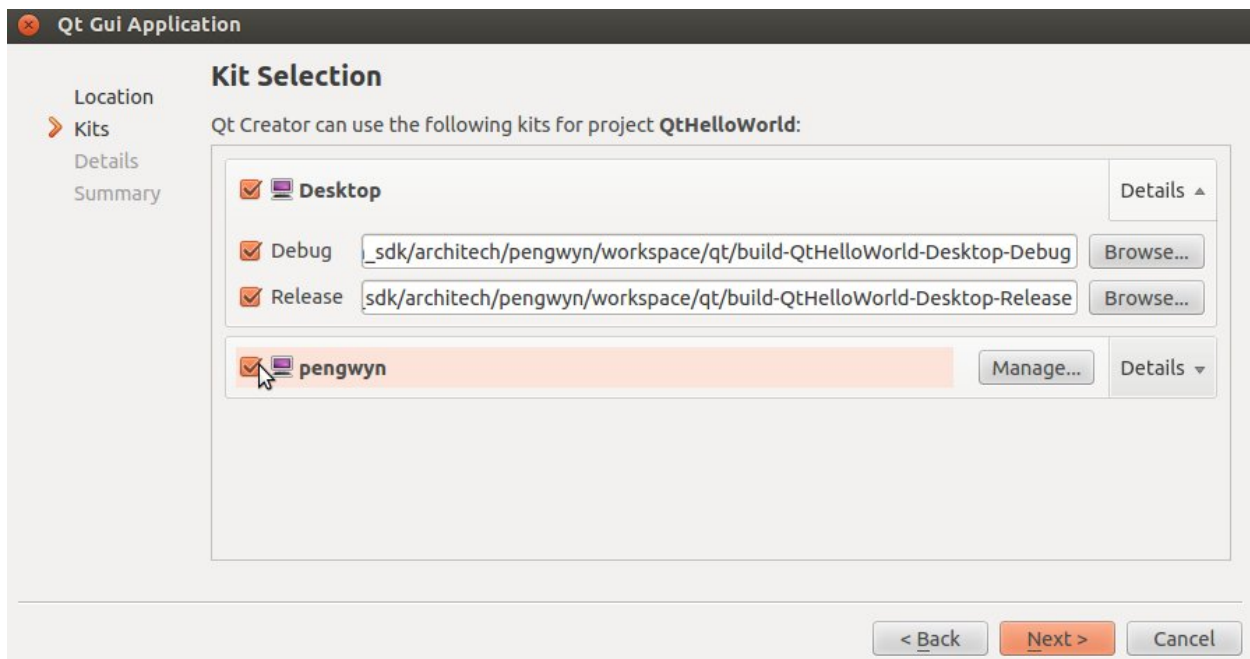 Qt Gui Application
Location
Kits
Details
Summary
Kit Selection
Qt Creator can use the following kits for project QtHelloWorld:
Desktop Details
Debug _sdk/architech/pengwyn/workspace/qt/build-QtHelloWorld-Desktop-Debug Browse...
Release _sdk/architech/pengwyn/workspace/qt/build-QtHelloWorld-Desktop-Release Browse...
pengwyn Manage... Details
< Back Next > Cancel